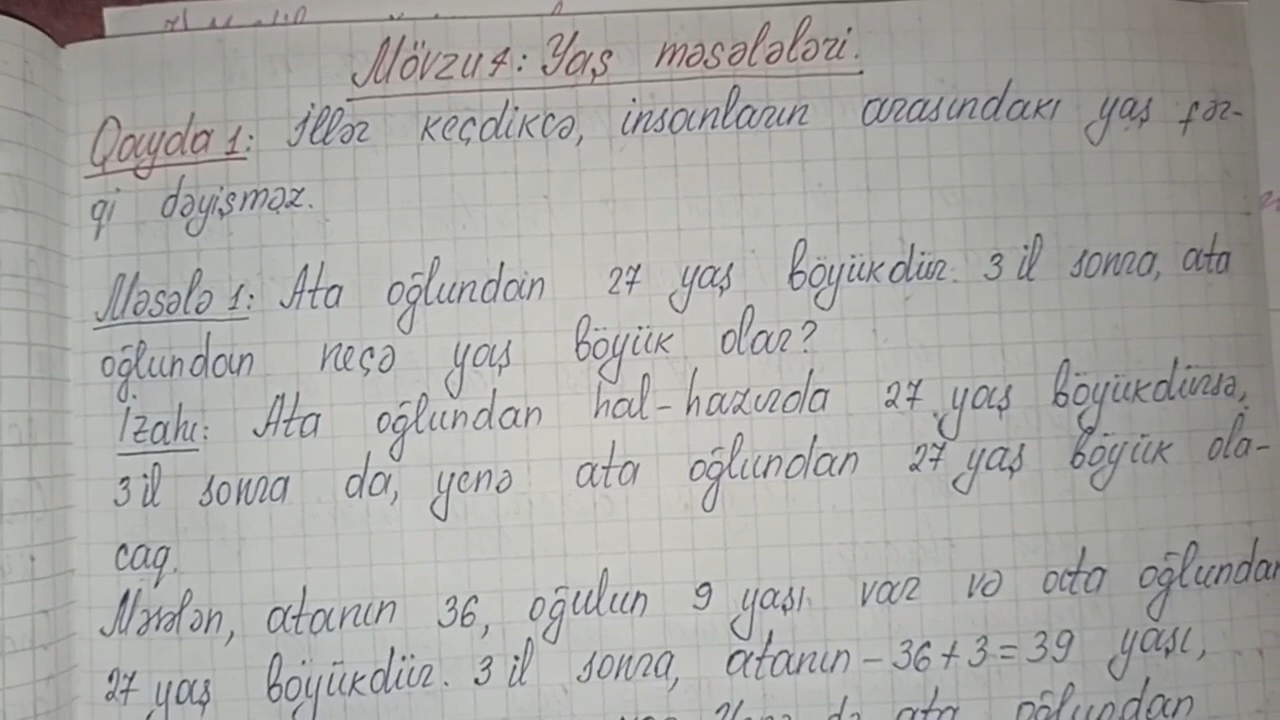 Mövzu 4: Yaş məsələləri.
Qayda 1: İllər keçdikcə, insanların arasındakı yaş fər-
qi dəyişməz.
Məsələ 1: Ata oğlundan 27 yaş böyükdür. 3 il sonra, ata
oğlundan neçə yaş böyük olar?
İzahı: Ata oğlundan hal-hazırda 27 yaş böyükdürsə,
3 il sonra da, yenə ata oğlundan 27 yaş böyük ola-
caq.
Məsələn, atanın 36, oğulun 9 yaşı var və ata oğlundan
27 yaş böyükdür. 3 il sonra, atanın - 36 + 3 = 39 yaşı,
də ata oğlundan